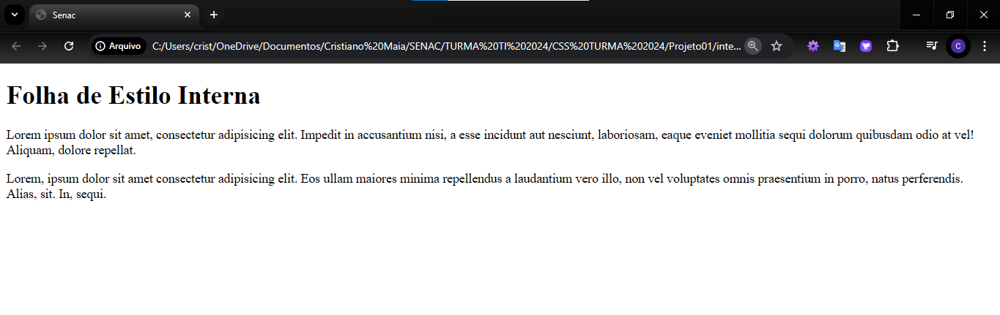 Senac
Arquivo
C:/Users/crist/OneDrive/Documentos/Cristiano%20Maia/SENAC/TURMA%20TI%202024/CSS%20TURMA%202024/Projeto01/inte...
C
Folha de Estilo Interna
Lorem ipsum dolor sit amet, consectetur adipisicing elit. Impedit in accusantium nisi, a esse incidunt aut nesciunt, laboriosam, eaque eveniet mollitia sequi dolorum quibusdam odio at vel!
Aliquam, dolore repellat.
Lorem, ipsum dolor sit amet consectetur adipisicing elit. Eos ullam maiores minima repellendus a laudantium vero illo, non vel voluptates omnis praesentium in porro, natus perferendis.
Alias, sit. In, sequi.